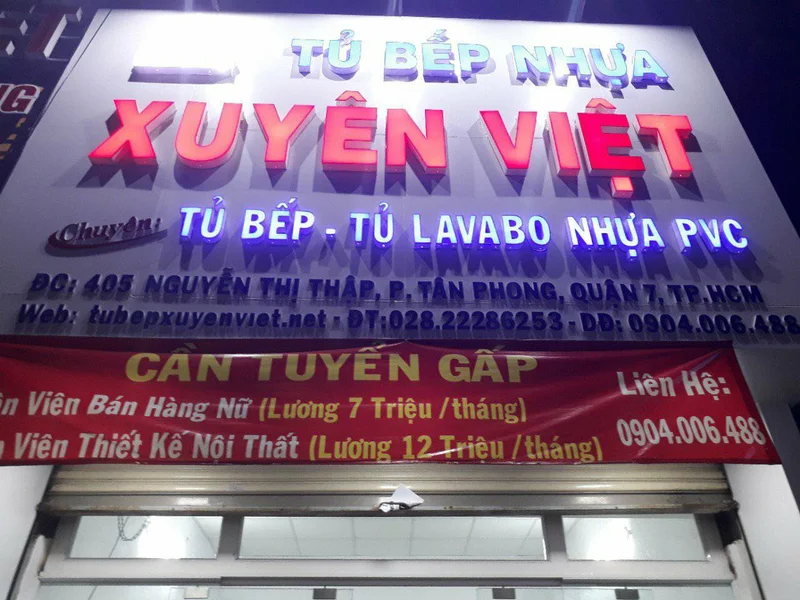 TỦ BẾP NHỰA
XUYÊN VIỆT
Chuyên: TỦ BẾP - TỦ LAVABO NHỰA PVC
ĐC: 405 NGUYỄN THỊ THẬP, P. TÂN PHONG, QUẬN 7, TP.HCM
Web: tubepxuyenviet.net - ĐT:028.22286253 - DĐ: 0904.006.488
CẦN TUYỂN GẤP
Viên Bán Hàng Nữ (Lương 7 Triệu /tháng)
Viên Thiết Kế Nội Thất (Lương 12 Triệu /tháng)
Liên Hệ:
0904.006.488